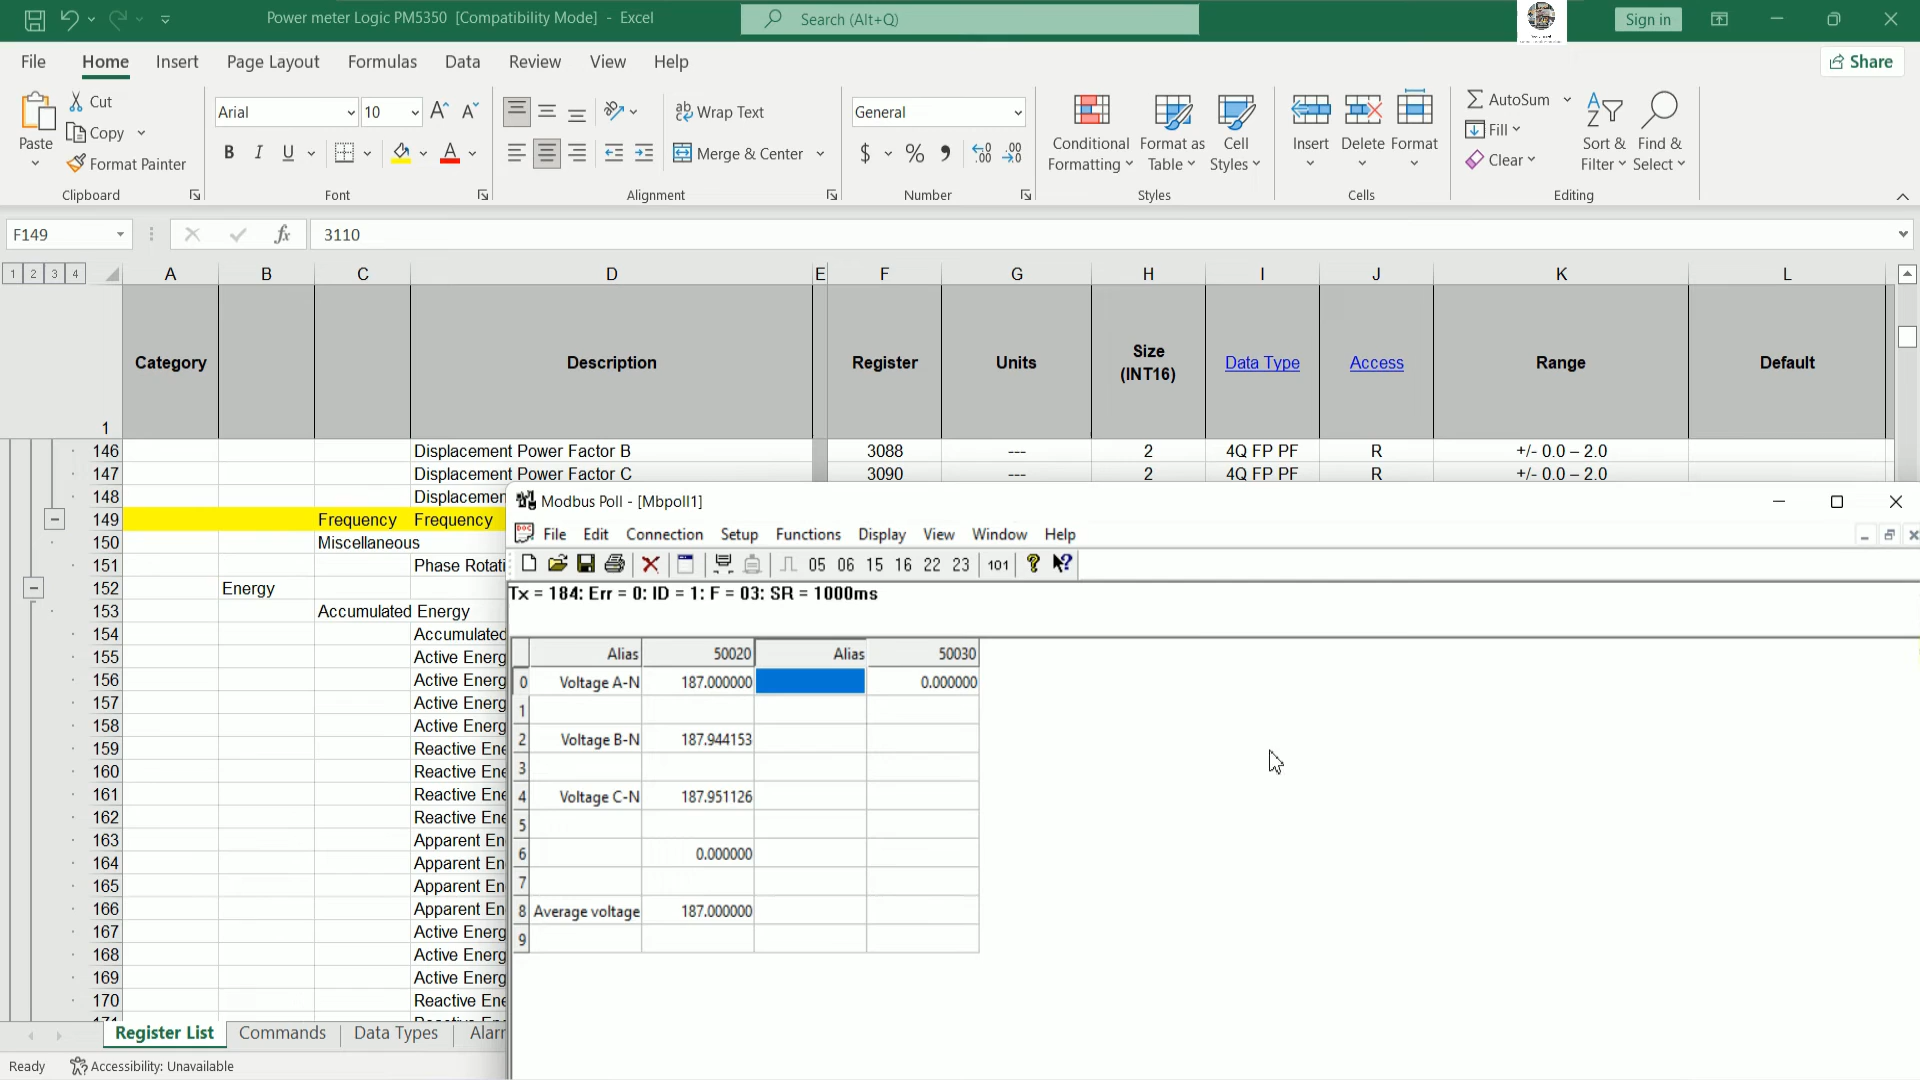 Power meter Logic PM5350 [Compatibility Mode] - Excel
Search (Alt+Q)
Sign in
File Home Insert Page Layout Formulas Data Review View Help
Share
Paste
Cut
Copy
Format Painter
Clipboard
Arial 10
B I U
Font
Wrap Text
Merge & Center
Alignment
General
$ % 9
Number
Conditional Formatting
Format as Table
Cell Styles
Styles
Insert Delete Format
Cells
AutoSum
Fill
Clear
Sort & Filter
Find & Select
Editing
F149 fx 3110
1 2 3 4 A B C D E F G H I J K L
1 Category Description Register Units Size (INT16) Data Type Access Range Default
146 Displacement Power Factor B 3088 --- 2 4Q FP PF R +/- 0.0 – 2.0
147 Displacement Power Factor C 3090 --- 2 4Q FP PF R +/- 0.0 – 2.0
148 Displacemen
149 Frequency Frequency
150 Miscellaneous
151 Phase Rotati
152 Energy
153 Accumulated Energy
154 Accumulated
155 Active Energ
156 Active Energ
157 Active Energ
158 Active Energ
159 Reactive Ene
160 Reactive Ene
161 Reactive Ene
162 Reactive Ene
163 Apparent En
164 Apparent En
165 Apparent En
166 Apparent En
167 Active Energ
168 Active Energ
169 Active Energ
170 Reactive Ene
Register List Commands Data Types Alarr
Ready Accessibility: Unavailable
Modbus Poll - [Mbpoll1]
File Edit Connection Setup Functions Display View Window Help
05 06 15 16 22 23 101
Tx = 184: Err = 0: ID = 1: F = 03: SR = 1000ms
Alias 50020 Alias 50030
0 Voltage A-N 187.000000 0.000000
1
2 Voltage B-N 187.944153
3
4 Voltage C-N 187.951126
5
6 0.000000
7
8 Average voltage 187.000000
9